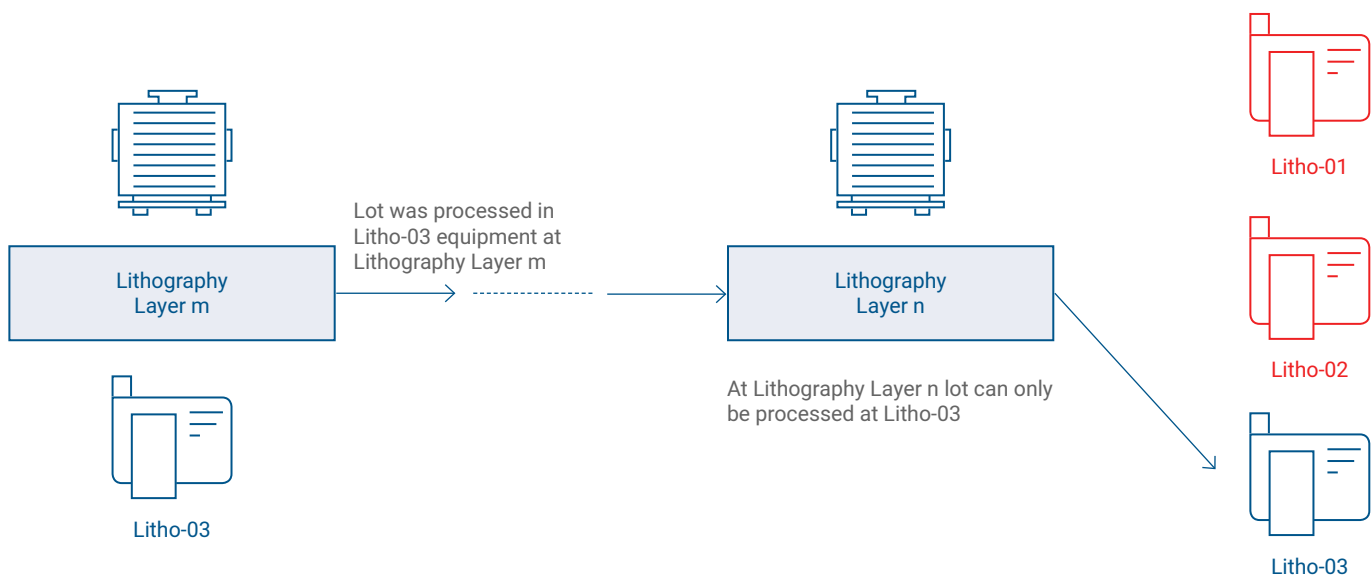 Litho-01
Lot was processed in
Litho-03 equipment at
Lithography Layer m
Lithography
Layer m
Lithography
Layer n
Litho-02
At Lithography Layer n lot can only
be processed at Litho-03
Litho-03
Litho-03